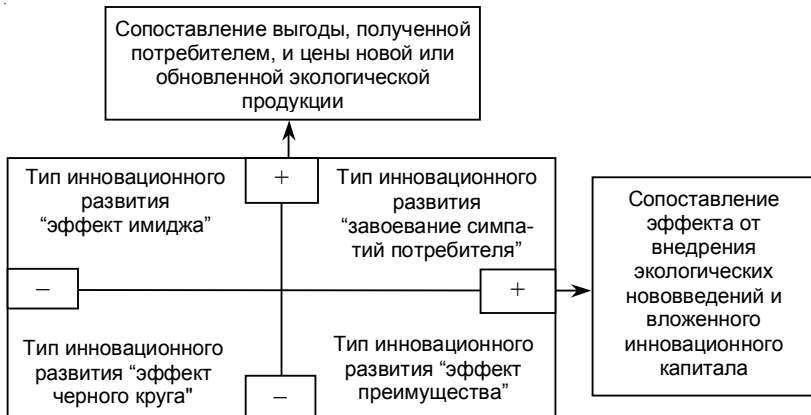 Сопоставление выгоды, полученной
потребителем, и цены новой или
обновленной экологической
продукции
Тип инновационного
развития
“эффект имиджа”
+
Тип инновационного
развития
“завоевание симпа-
тий потребителя”
–
+
Сопоставление
эффекта от
внедрения
экологических
нововведений и
вложенного
инновационного
капитала
Тип инновационного
развития “эффект
черного круга"
–
Тип инновационного
развития “эффект
преимущества”